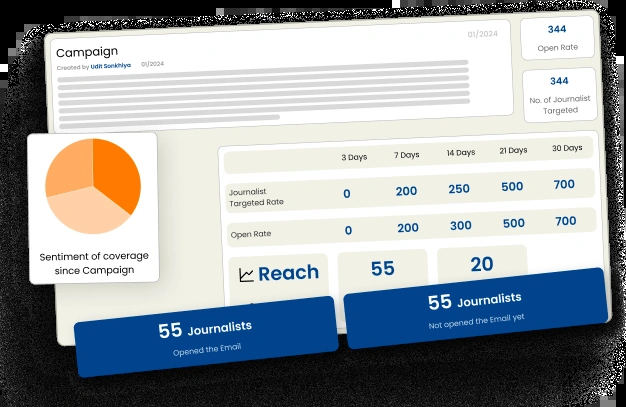 Campaign
01/2024
Created by Udit Sonkhiya 01/2024
344
Open Rate
344
No. of Journalist
Targeted
3 Days 7 Days 14 Days 21 Days 30 Days
Journalist
Targeted Rate
0 200 250 500 700
Open Rate 0 200 300 500 700
Sentiment of coverage
since Campaign
Reach 55 20
55 Journalists
Opened the Email
55 Journalists
Not opened the Email yet